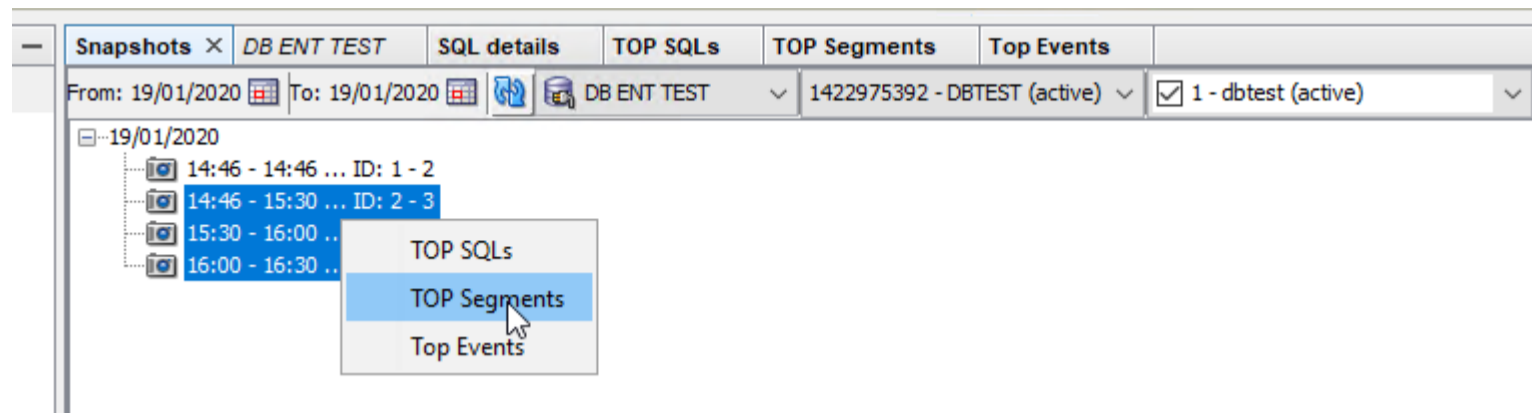 Snapshots × DB ENT TEST SQL details TOP SQLs TOP Segments Top Events
From: 19/01/2020 To: 19/01/2020 DB ENT TEST 1422975392 - DBTEST (active) 1 - dbtest (active)
19/01/2020
14:46 - 14:46 ... ID: 1 - 2
14:46 - 15:30 ... ID: 2 - 3
15:30 - 16:00 ..
16:00 - 16:30 ..
TOP SQLs
TOP Segments
Top Events